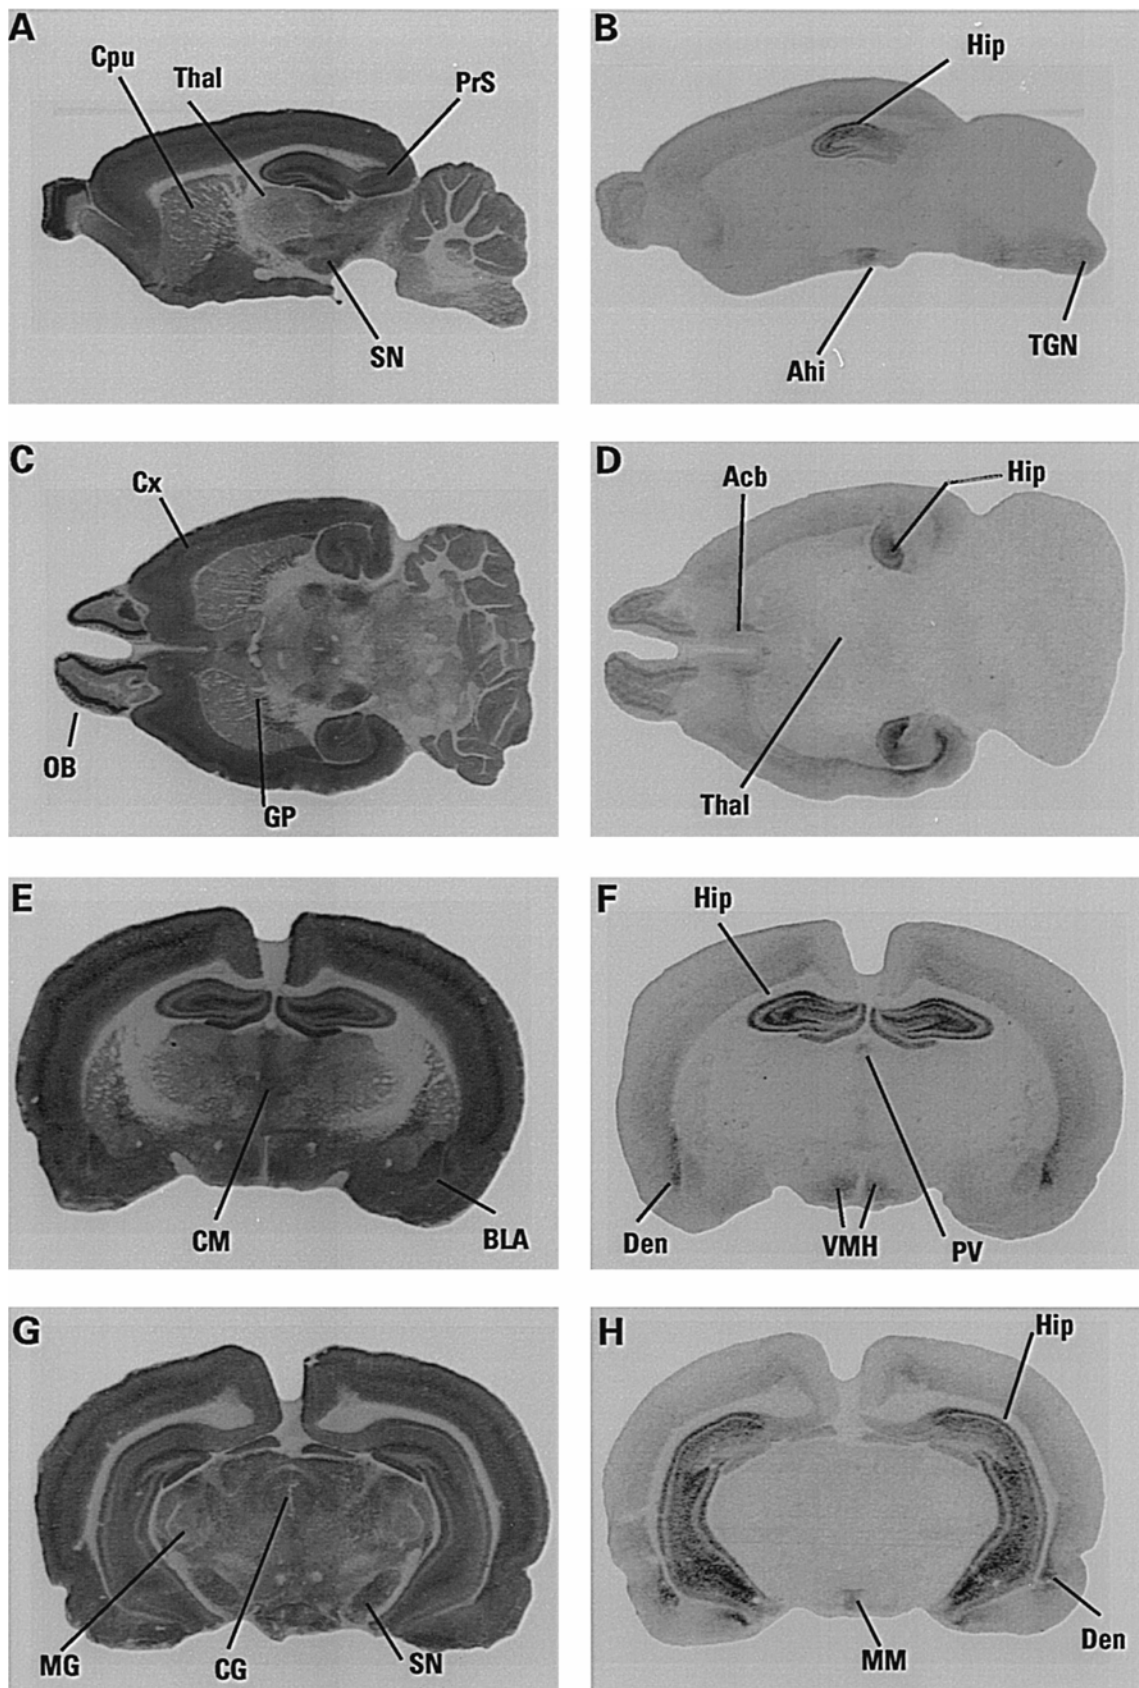 A
Cpu
Thal
PrS
SN
B
Hip
Ahi
TGN
C
Cx
OB
GP
D
Acb
Hip
Thal
E
CM
BLA
F
Hip
Den
VMH
PV
G
MG
CG
SN
H
Hip
MM
Den